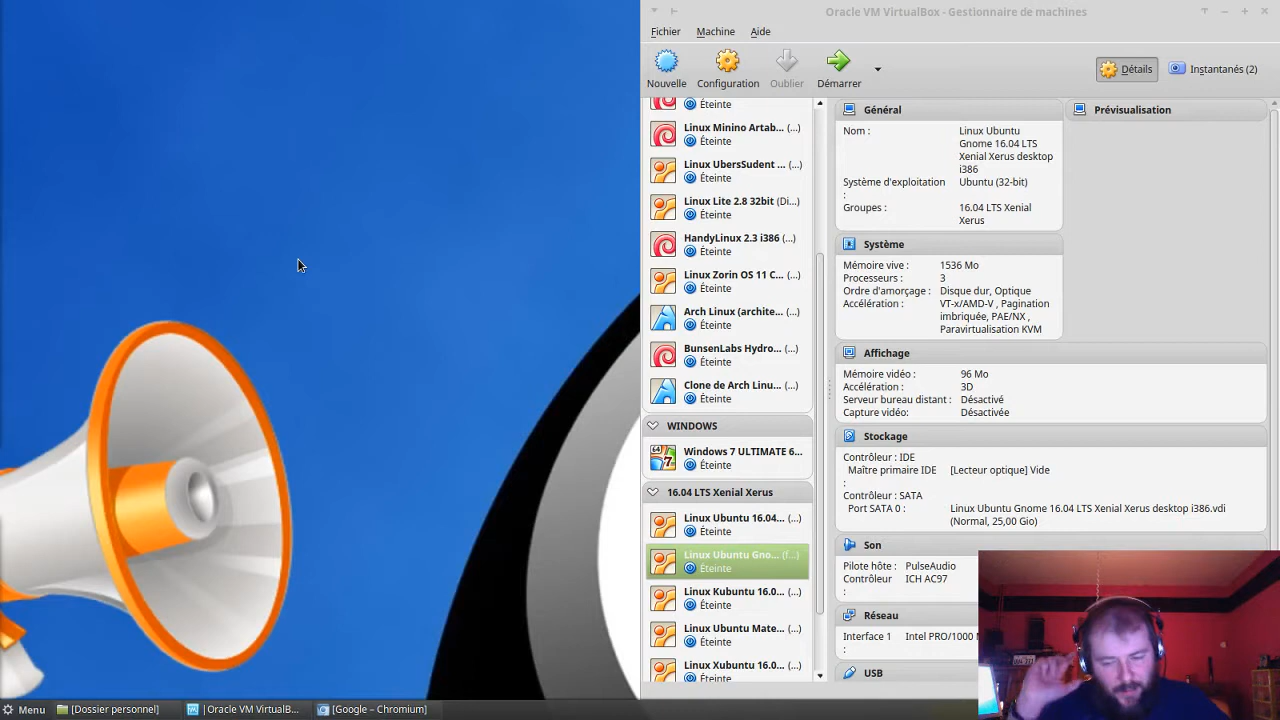 Oracle VM VirtualBox - Gestionnaire de machines
Fichier Machine Aide
Nouvelle Configuration Oublier Démarrer Détails Instantanés (2)
Éteinte
Linux Minino Artab... (...)
Éteinte
Linux UbersSudent ... (...)
Éteinte
Linux Lite 2.8 32bit (Di...
Éteinte
HandyLinux 2.3 i386 (...)
Éteinte
Linux Zorin OS 11 C... (...)
Éteinte
Arch Linux (archite... (...)
Éteinte
BunsenLabs Hydro... (...)
Éteinte
Clone de Arch Linu... (...)
Éteinte
WINDOWS
Windows 7 ULTIMATE 6...
Éteinte
16.04 LTS Xenial Xerus
Linux Ubuntu 16.04... (...)
Éteinte
Linux Ubuntu Gno...
Éteinte
Linux Kubuntu 16.0... (...)
Éteinte
Linux Ubuntu Mate... (...)
Éteinte
Linux Xubuntu 16.0... (...)
Éteinte
Général
Nom : Linux Ubuntu
Gnome 16.04 LTS
Xenial Xerus desktop
i386
Système d'exploitation Ubuntu (32-bit)
:
Groupes : 16.04 LTS Xenial
Xerus
Prévisualisation
Système
Mémoire vive : 1536 Mo
Processeurs : 3
Ordre d'amorçage : Disque dur, Optique
Accélération : VT-x/AMD-V , Pagination
imbriquée, PAE/NX ,
Paravirtualisation KVM
Affichage
Mémoire vidéo : 96 Mo
Accélération : 3D
Serveur bureau distant : Désactivé
Capture vidéo: Désactivée
Stockage
Contrôleur : IDE
Maître primaire IDE [Lecteur optique] Vide
:
Contrôleur : SATA
Port SATA 0 : Linux Ubuntu Gnome 16.04 LTS Xenial Xerus desktop i386.vdi
(Normal, 25,00 Gio)
Son
Pilote hôte : PulseAudio
Contrôleur ICH AC97
:
Réseau
Interface 1 Intel PRO/1000
:
USB
Menu [Dossier personnel] Oracle VM VirtualB... [Google – Chromium]